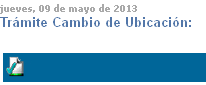 jueves, 09 de mayo de 2013
Trámite Cambio de Ubicación: